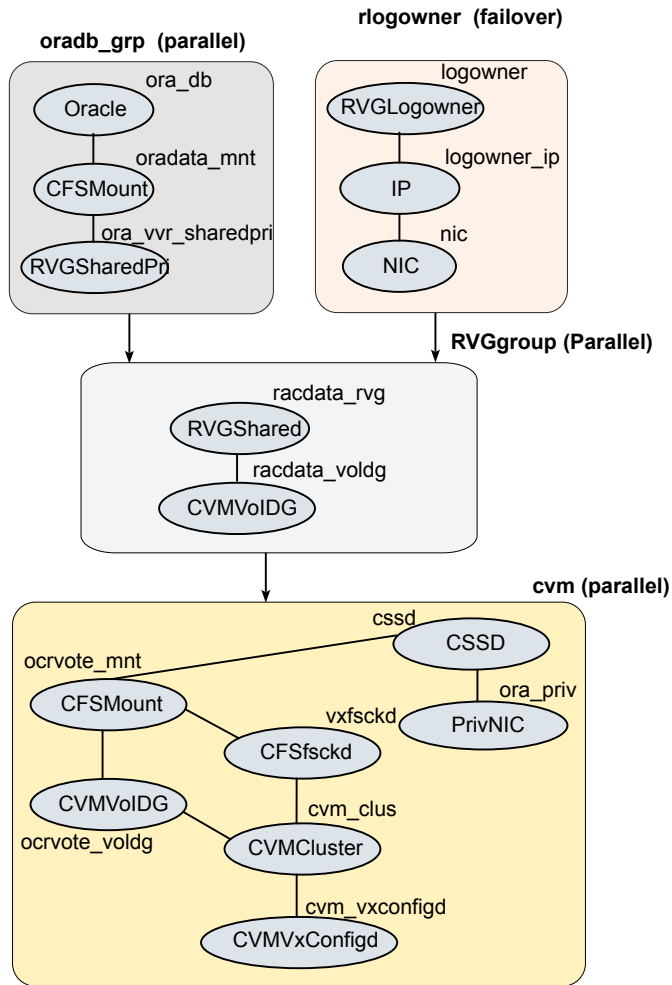 rlogowner (failover)
oradb_grp (parallel)
ora_db
Oracle
oradata_mnt
CFSMount
ora_vvr_sharedpri
RVGSharedPri
logowner
RVGLogowner
logowner_ip
IP
nic
NIC
RVGgroup (Parallel)
racdata_rvg
RVGShared
racdata_voldg
CVMVolDG
cvm (parallel)
cssd
CSSD
ocrvote_mnt
CFSMount
ora_priv
PrivNIC
vxfsckd
CFSfsckd
CVMVolDG
ocrvote_voldg
cvm_clus
CVMCluster
cvm_vxconfigd
CVMVxConfigd